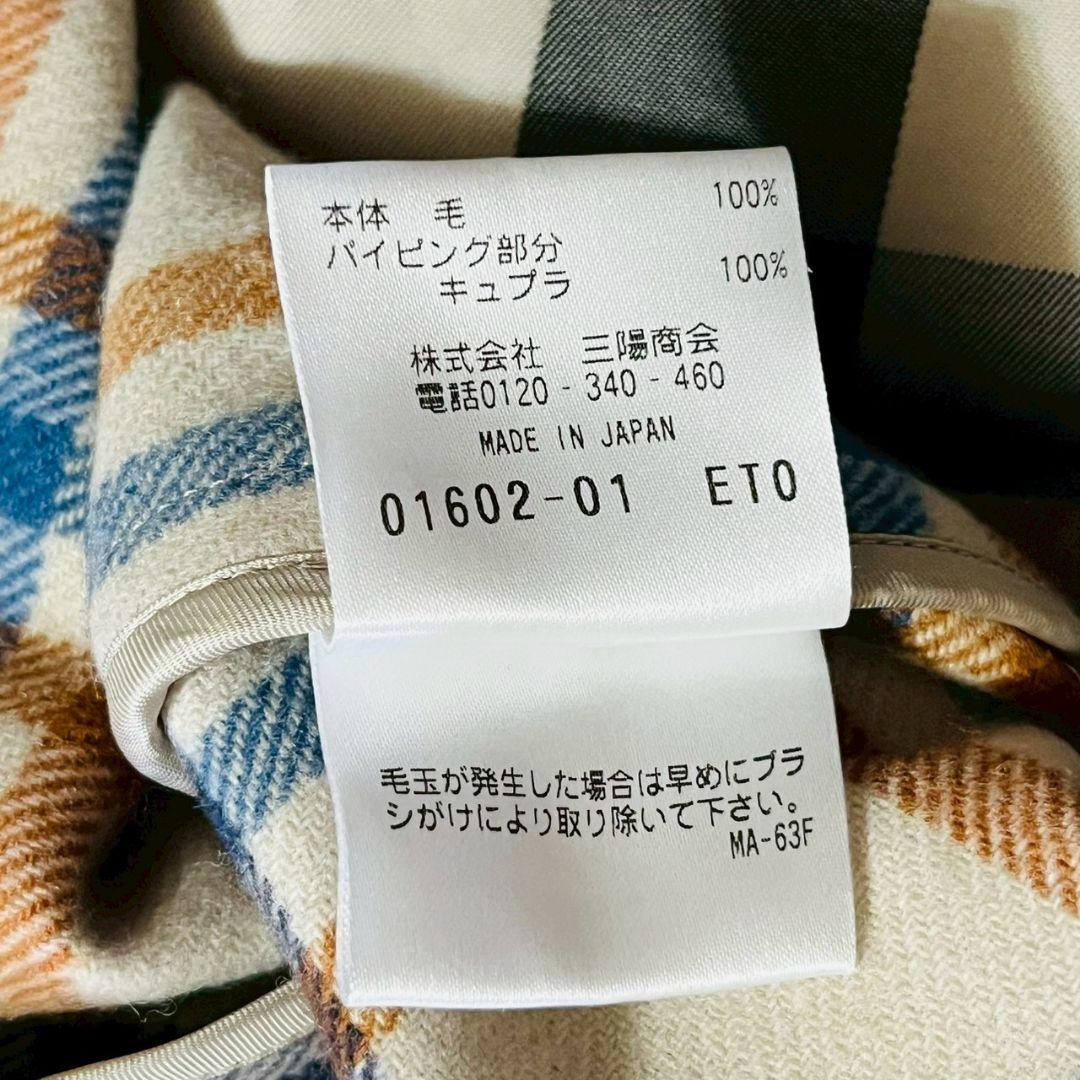 本体 毛 100%
パイピング部分
キュプラ 100%
株式会社 三陽商会
電話0120-340-460
MADE IN JAPAN
01602-01 ETO
毛玉が発生した場合は早めにブラ
シがけにより取り除いて下さい。
MA-63F